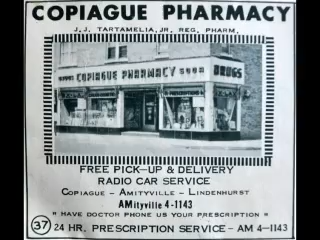 COPIAGUE PHARMACY
J. J. TARTAMELIA, JR. REG. PHARM.
COPIAGUE PHARMACY SODA DRUGS
FREE PICK-UP & DELIVERY
RADIO CAR SERVICE
COPIAGUE - AMITYVILLE - LINDENHURST
AMityville 4-1143
" HAVE DOCTOR PHONE US YOUR PRESCRIPTION "
37 24 HR. PRESCRIPTION SERVICE - AM 4-1143